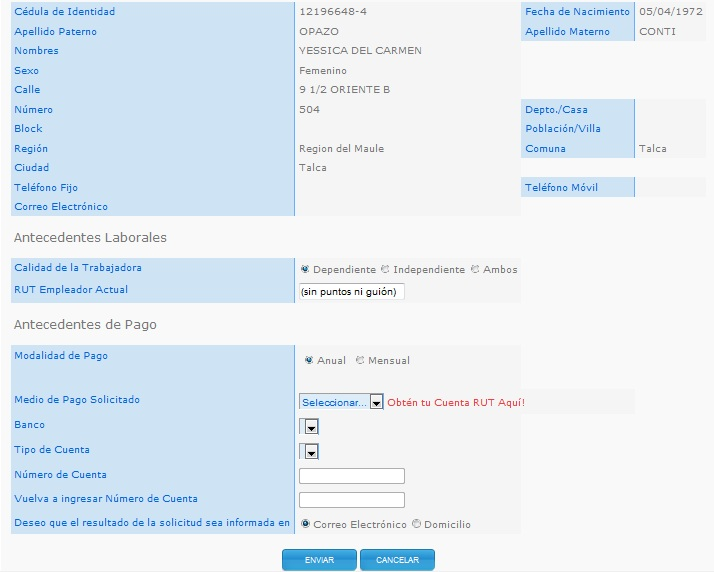 Cédula de Identidad 12196648-4 Fecha de Nacimiento 05/04/1972
Apellido Paterno OPAZO Apellido Materno CONTI
Nombres YESSICA DEL CARMEN
Sexo Femenino
Calle 9 1/2 ORIENTE B
Número 504 Depto./Casa
Block Población/Villa
Región Region del Maule Comuna Talca
Ciudad Talca
Teléfono Fijo Teléfono Móvil
Correo Electrónico
Antecedentes Laborales
Calidad de la Trabajadora Dependiente Independiente Ambos
RUT Empleador Actual (sin puntos ni guión)
Antecedentes de Pago
Modalidad de Pago Anual Mensual
Medio de Pago Solicitado Seleccionar... Obtén tu Cuenta RUT Aquí!
Banco
Tipo de Cuenta
Número de Cuenta
Vuelva a ingresar Número de Cuenta
Deseo que el resultado de la solicitud sea informada en Correo Electrónico Domicilio
ENVIAR CANCELAR